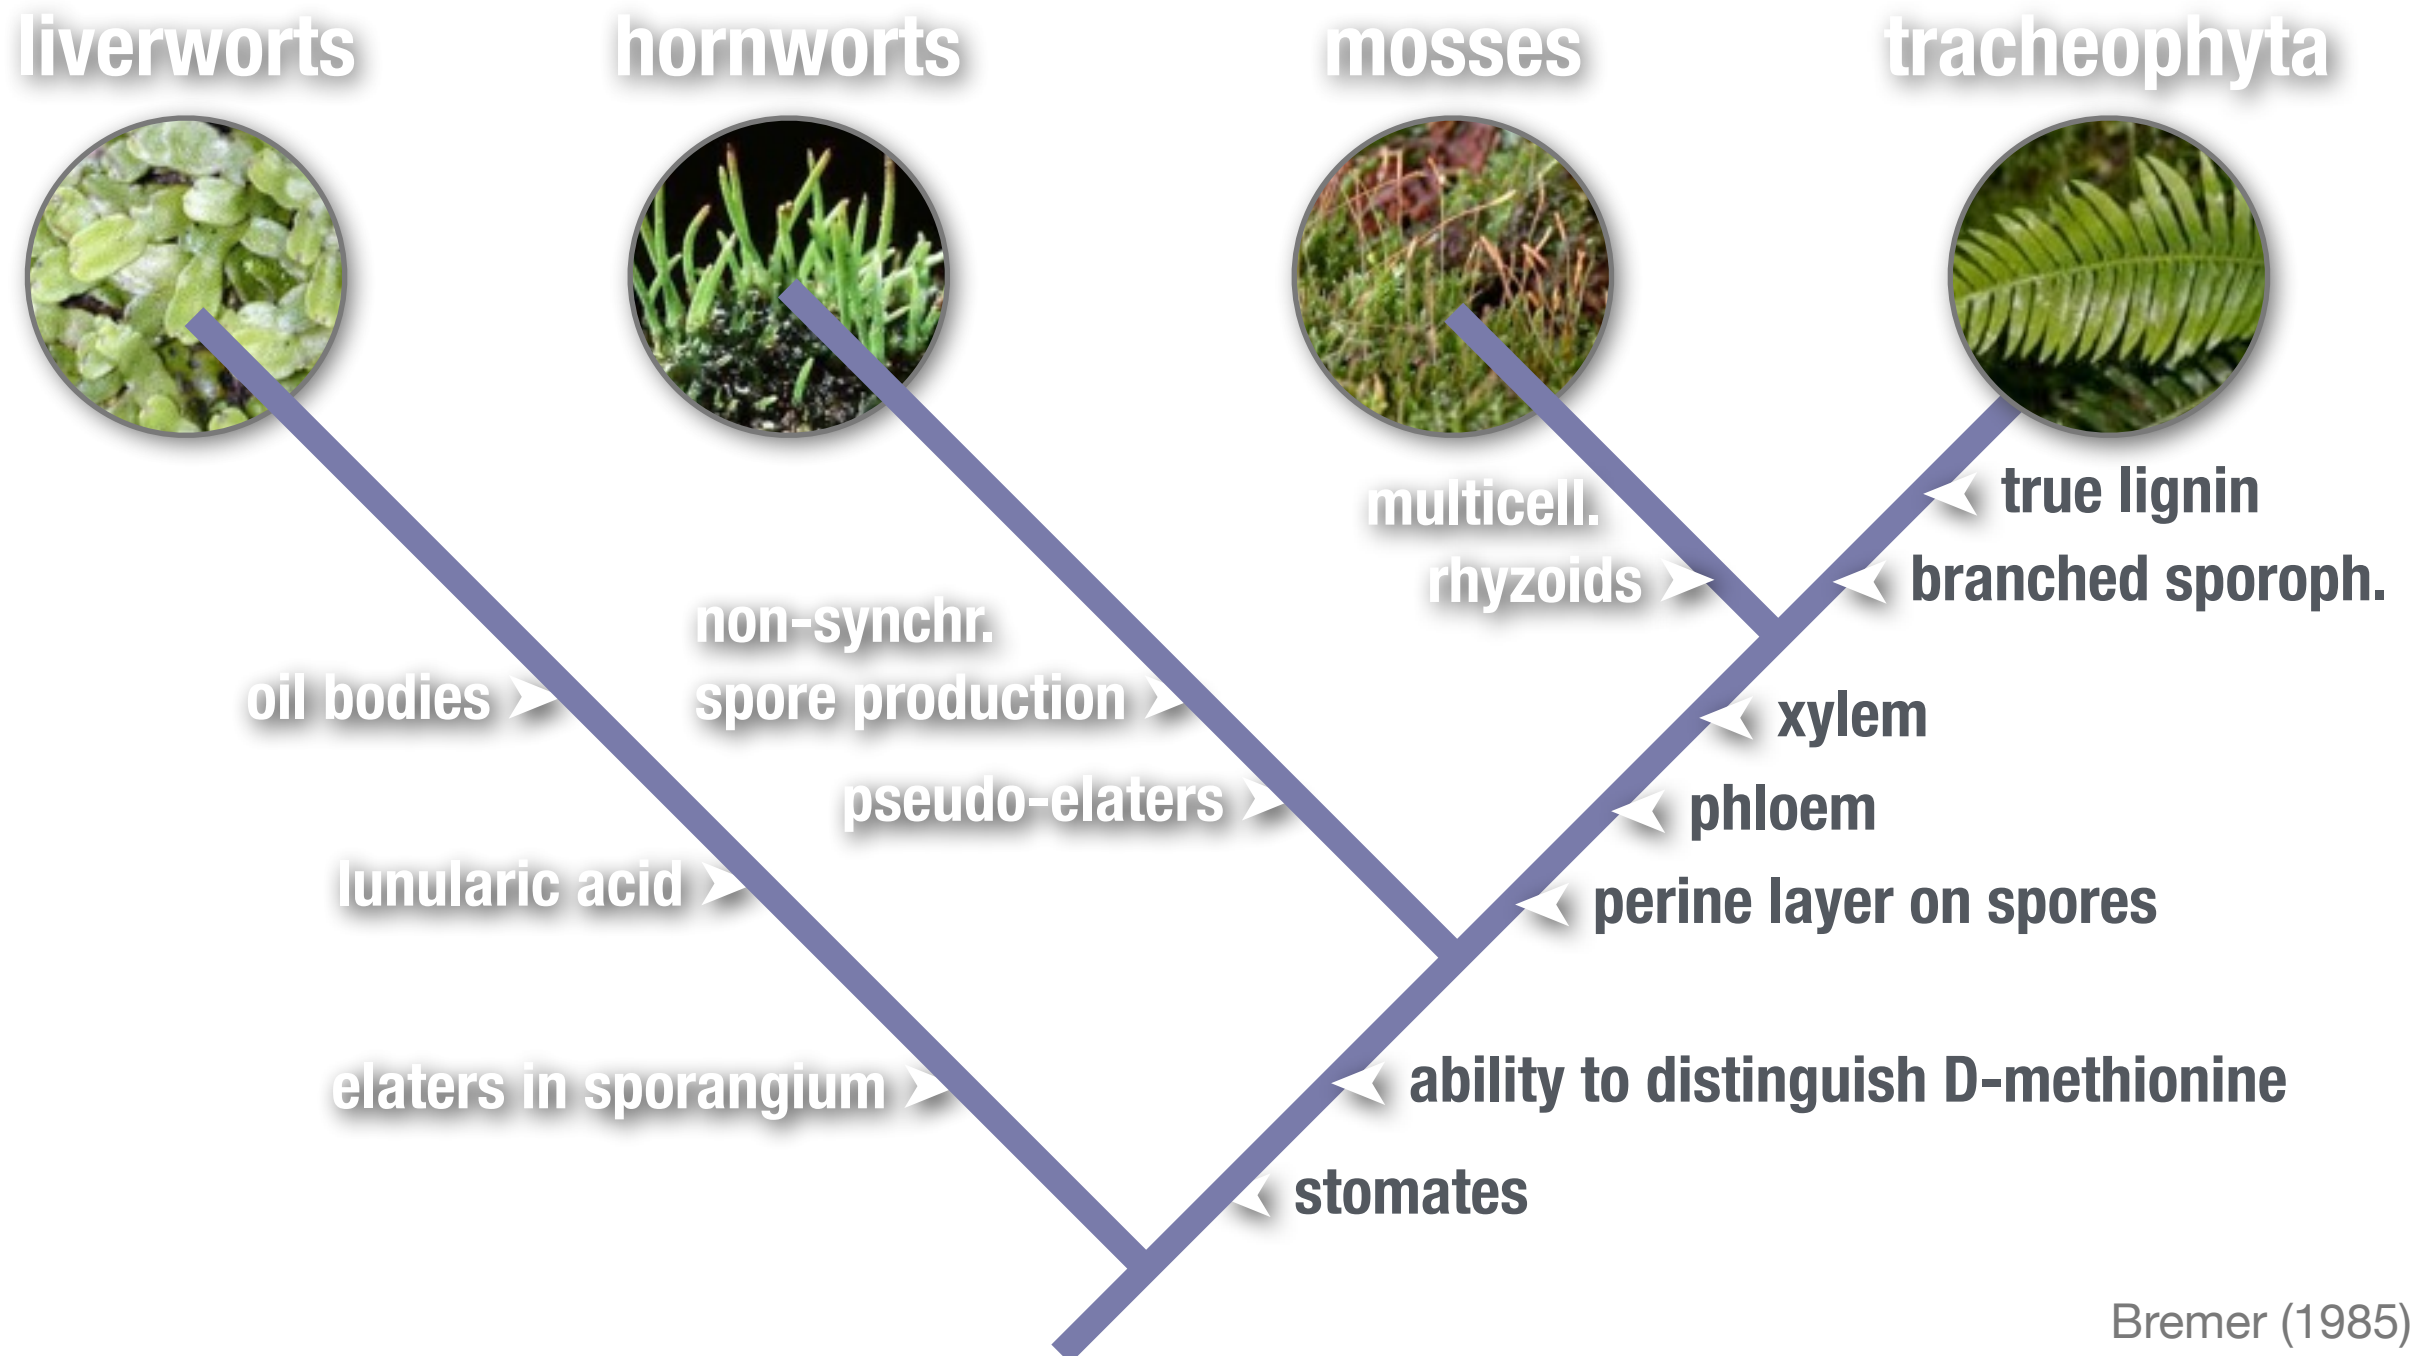 liverworts
hornworts
mosses
tracheophyta
multicell.
rhyzoids
true lignin
branched sporoph.
non-synchr.
spore production
oil bodies
xylem
pseudo-elaters
phloem
lunularic acid
perine layer on spores
elaters in sporangium
ability to distinguish D-methionine
stomates
Bremer (1985)